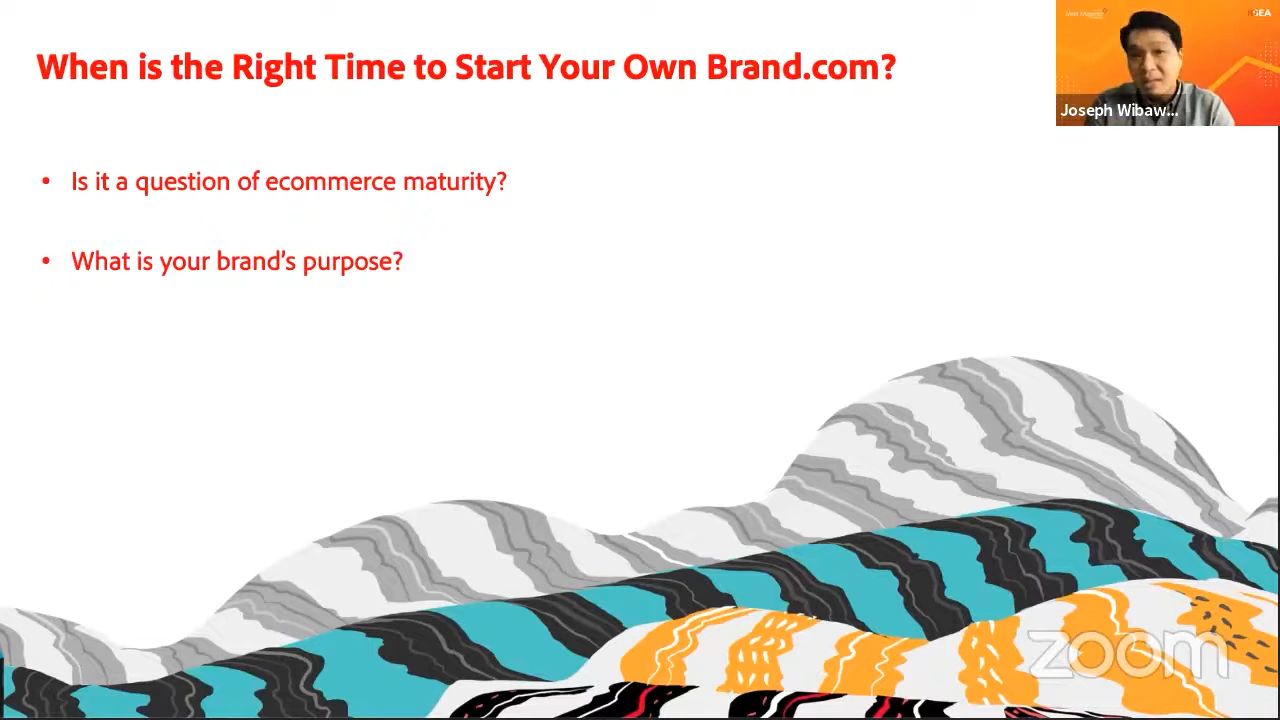 When is the Right Time to Start Your Own Brand.com?
SEA
Joseph Wibaw...
• Is it a question of ecommerce maturity?
• What is your brand's purpose?
zoom